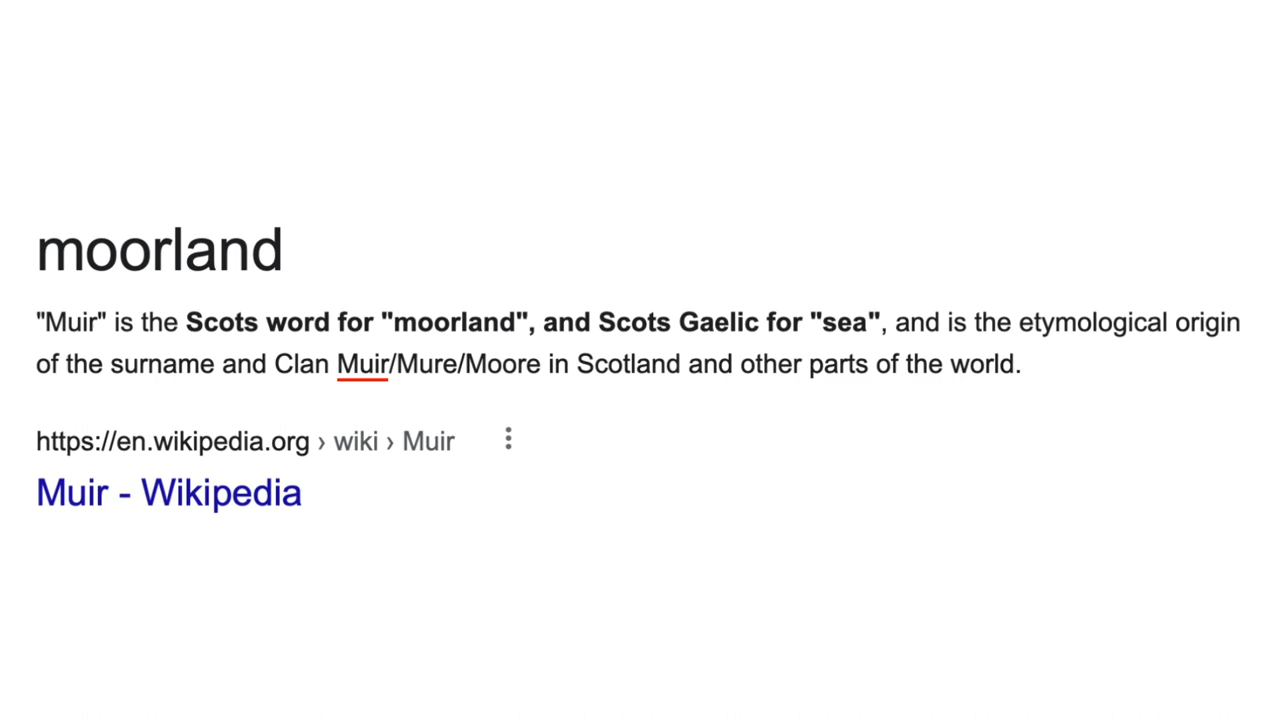 moorland
"Muir" is the Scots word for "moorland", and Scots Gaelic for "sea", and is the etymological origin
of the surname and Clan Muir/Mure/Moore in Scotland and other parts of the world.
https://en.wikipedia.org › wiki › Muir
Muir - Wikipedia